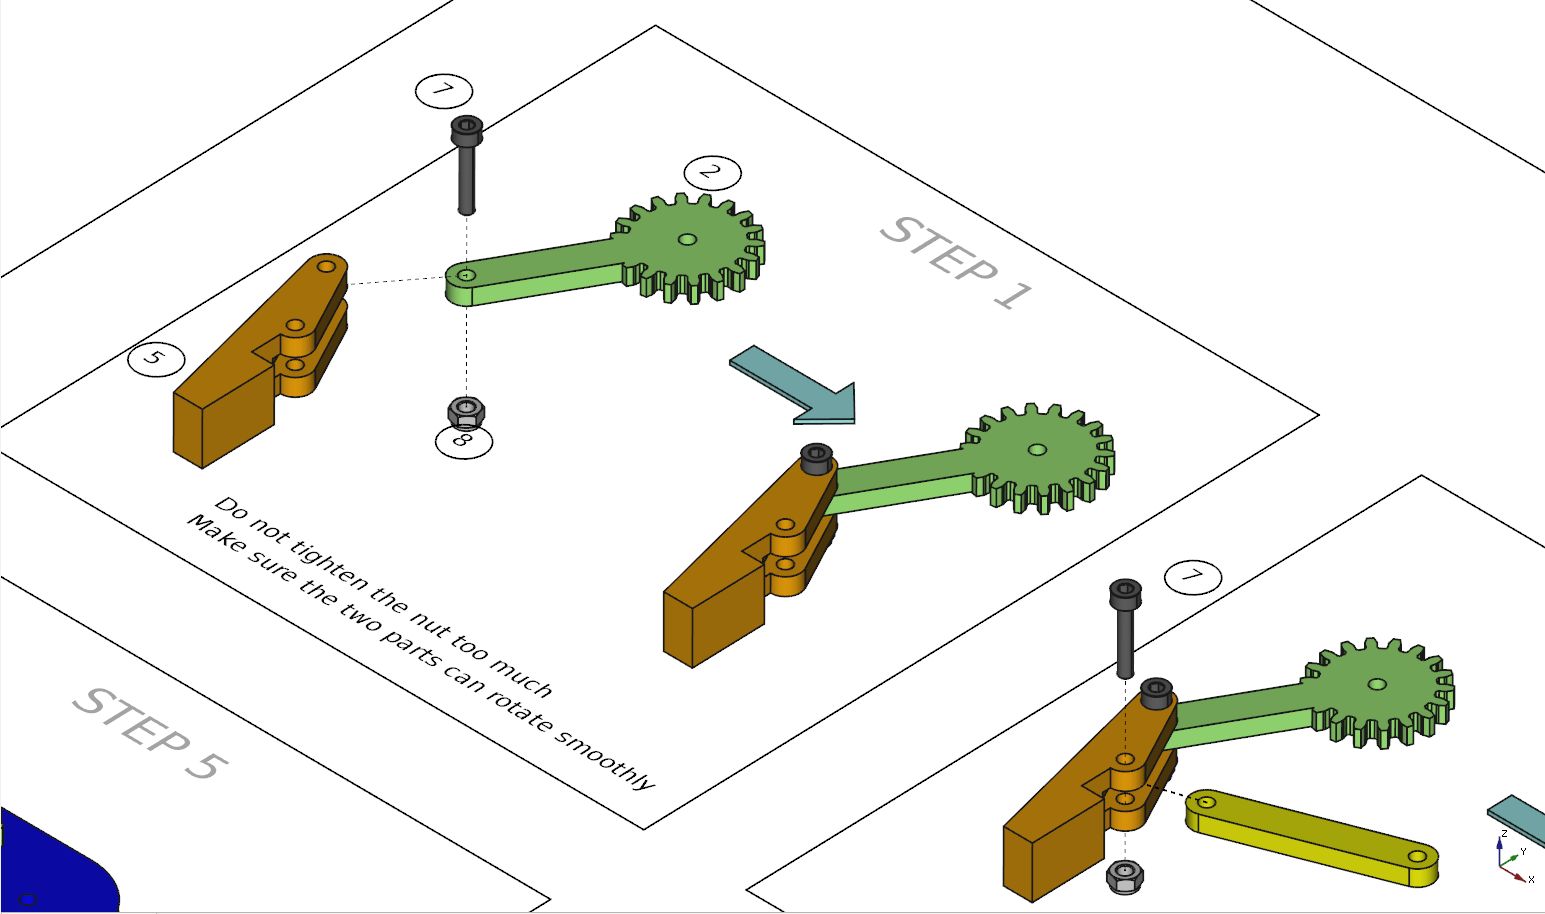 7
2
STEP 1
5
8
Do not tighten the nut too much
Make sure the two parts can rotate smoothly
7
STEP 5
Z
Y
X